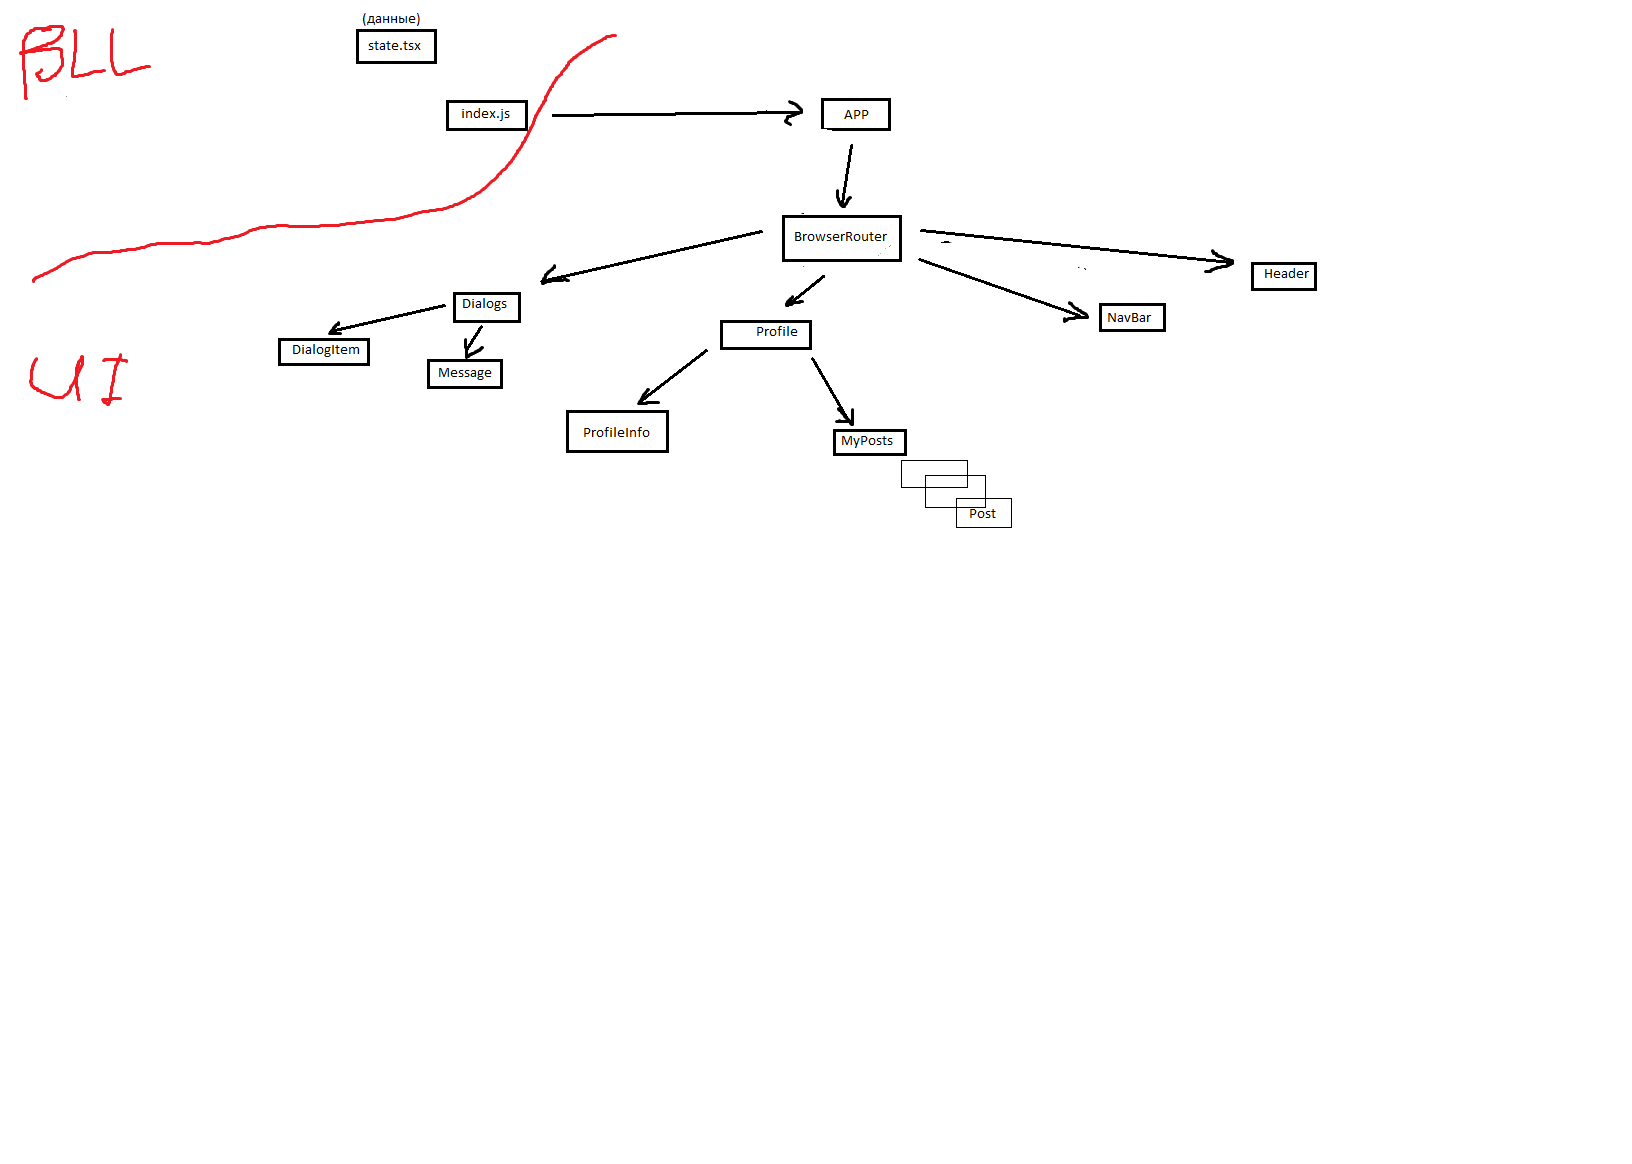 BLL
(данные)
state.tsx
index.js
APP
BrowserRouter
Header
Dialogs
NavBar
Profile
DialogItem
Message
UI
ProfileInfo
MyPosts
Post